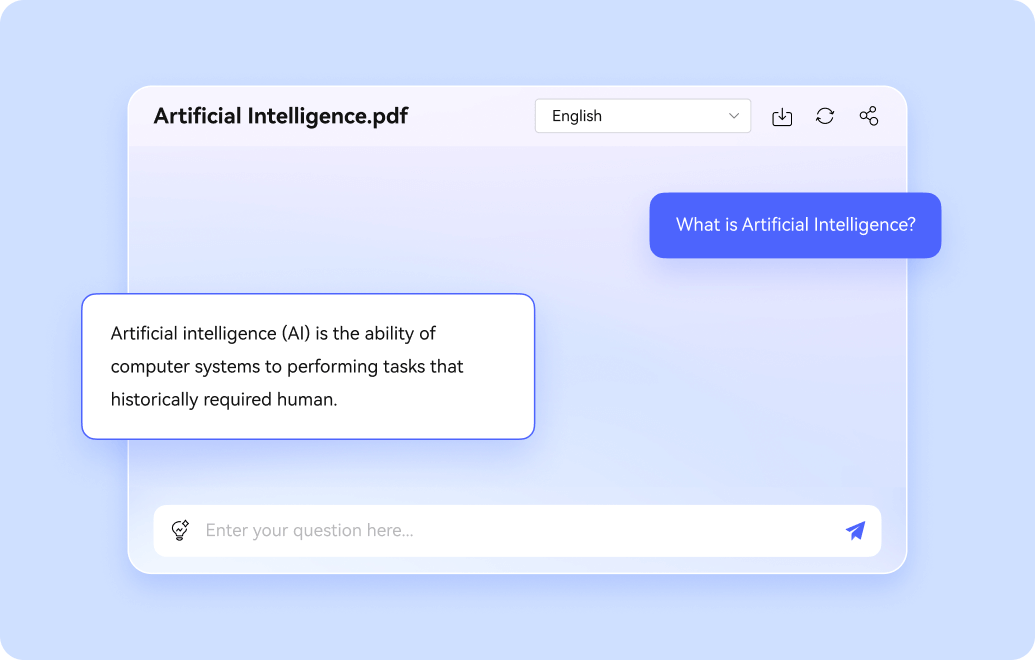 Artificial Intelligence.pdf
English
What is Artificial Intelligence?
Artificial intelligence (AI) is the ability of
computer systems to performing tasks that
historically required human.
Enter your question here...